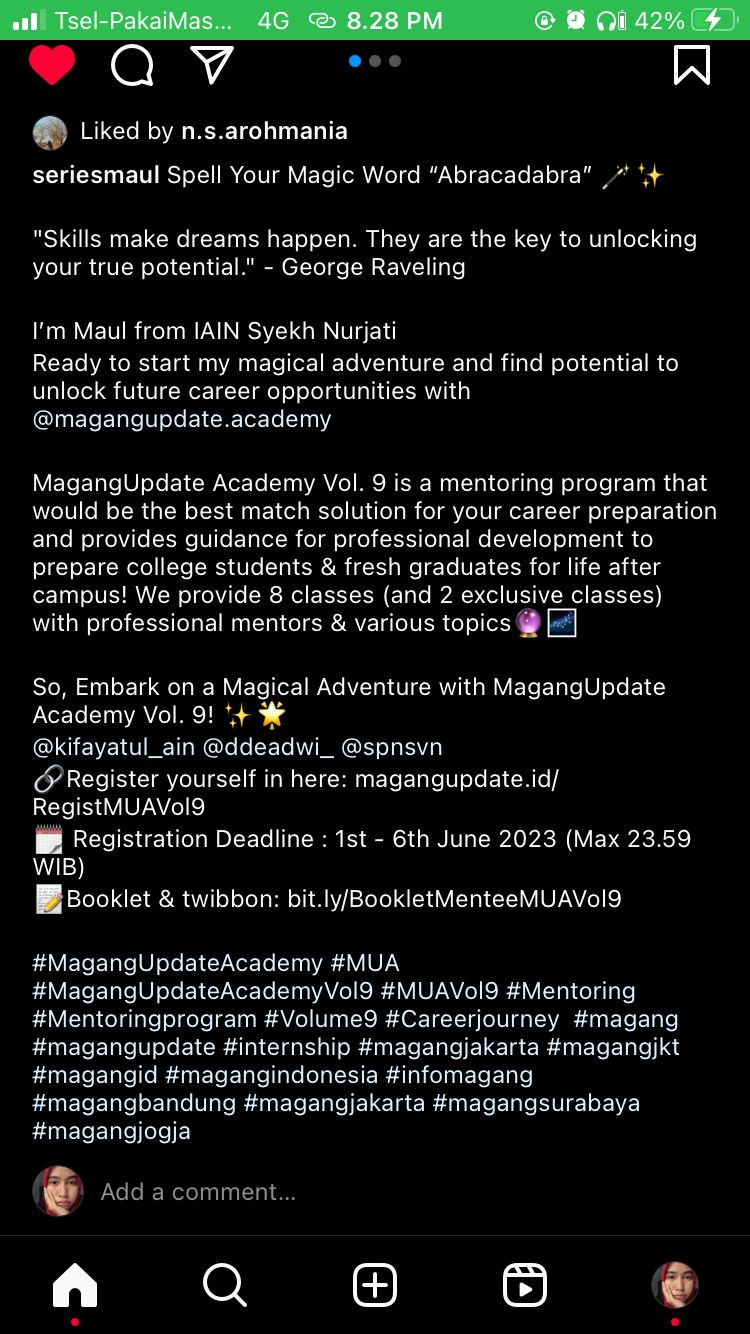 Tsel-PakaiMas... 4G 8.28 PM 42%
Liked by n.s.arohmania
seriesmaul Spell Your Magic Word “Abracadabra” 🪄✨
"Skills make dreams happen. They are the key to unlocking
your true potential." - George Raveling
I’m Maul from IAIN Syekh Nurjati
Ready to start my magical adventure and find potential to
unlock future career opportunities with
@magangupdate.academy
MagangUpdate Academy Vol. 9 is a mentoring program that
would be the best match solution for your career preparation
and provides guidance for professional development to
prepare college students & fresh graduates for life after
campus! We provide 8 classes (and 2 exclusive classes)
with professional mentors & various topics🔮🌌
So, Embark on a Magical Adventure with MagangUpdate
Academy Vol. 9! ✨🌟
@kifayatul_ain @ddeadwi_ @spnsvn
🔗Register yourself in here: magangupdate.id/
RegistMUAVol9
🗓️ Registration Deadline : 1st - 6th June 2023 (Max 23.59
WIB)
📝Booklet & twibbon: bit.ly/BookletMenteeMUAVol9
#MagangUpdateAcademy #MUA
#MagangUpdateAcademyVol9 #MUAVol9 #Mentoring
#Mentoringprogram #Volume9 #Careerjourney #magang
#magangupdate #internship #magangjakarta #magangjkt
#magangid #magangindonesia #infomagang
#magangbandung #magangjakarta #magangsurabaya
#magangjogja
Add a comment...